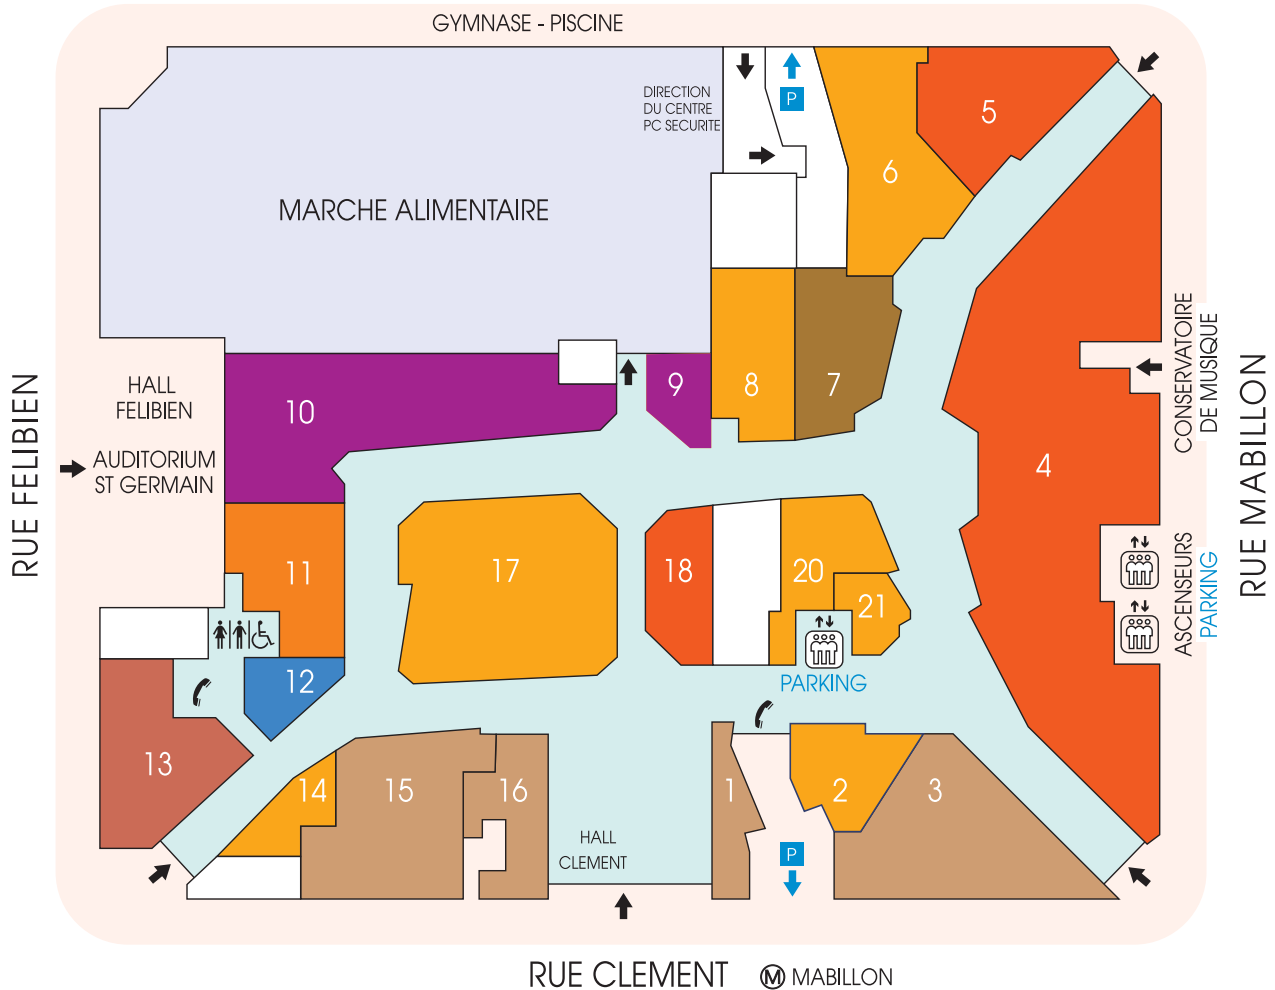 GYMNASE - PISCINE
DIRECTION
DU CENTRE
PC SECURITE
P
5
6
MARCHE ALIMENTAIRE
CONSERVATOIRE
DE MUSIQUE
HALL
FELIBIEN
10
9
8
7
4
AUDITORIUM
ST GERMAIN
RUE FELIBIEN
RUE MABILLON
11
17
18
20
21
ASCENSEURS
PARKING
12
PARKING
13
14
15
16
1
2
3
HALL
CLEMENT
P
RUE CLEMENT
M MABILLON